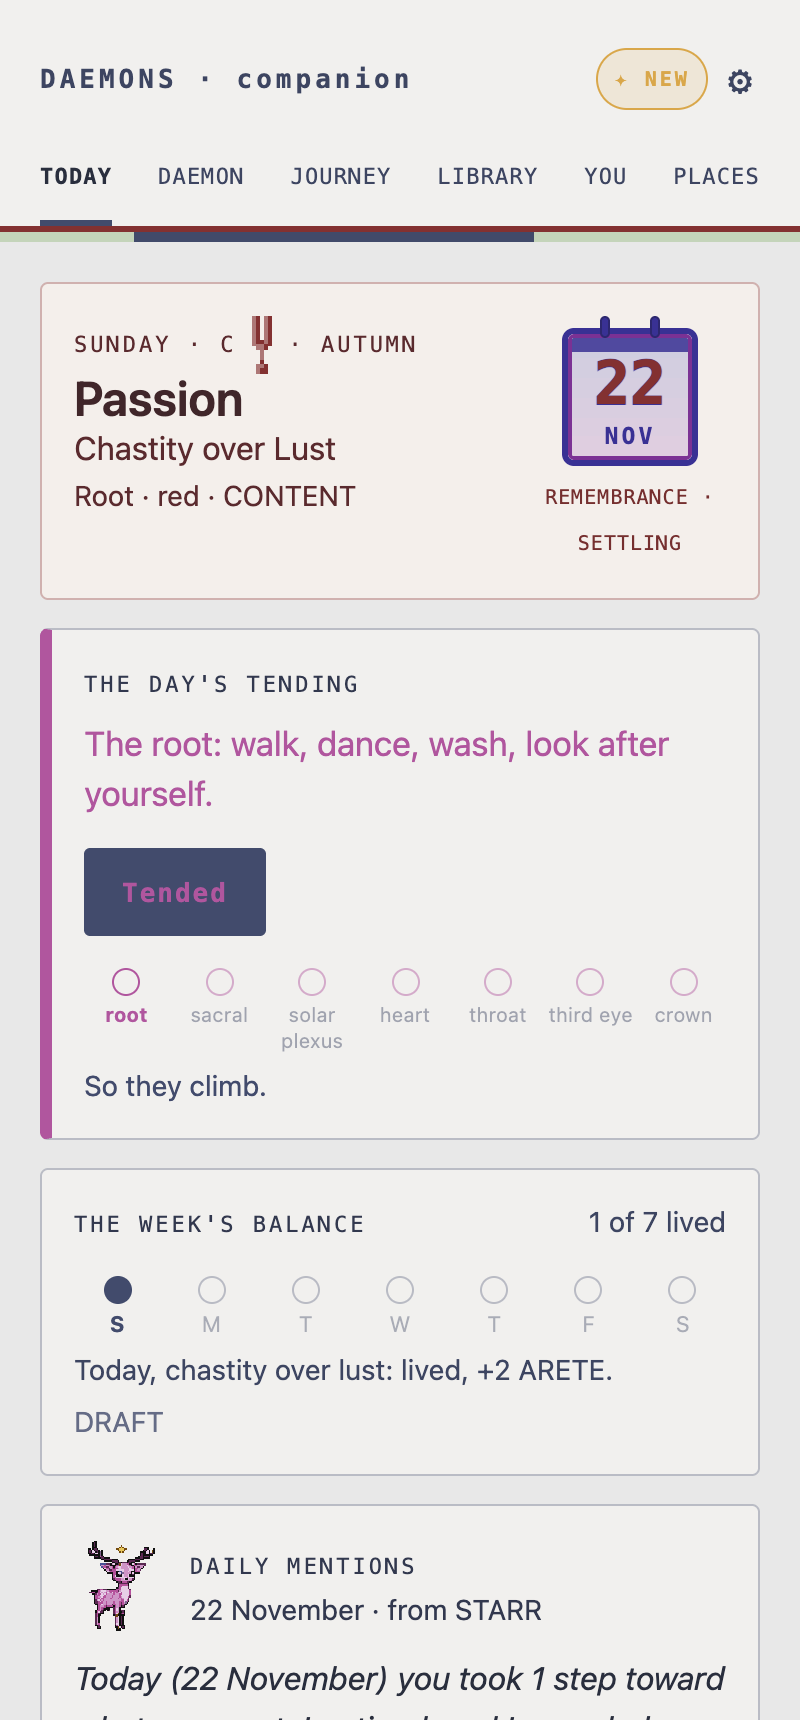 DAEMONS · companion
✦ NEW
TODAY DAEMON JOURNEY LIBRARY YOU PLACES
SUNDAY · C · AUTUMN
Passion
Chastity over Lust
Root · red · CONTENT
22
NOV
REMEMBRANCE ·
SETTLING
THE DAY'S TENDING
The root: walk, dance, wash, look after
yourself.
Tended
root sacral solar plexus heart throat third eye crown
So they climb.
THE WEEK'S BALANCE
1 of 7 lived
S M T W T F S
Today, chastity over lust: lived, +2 ARETE.
DRAFT
DAILY MENTIONS
22 November · from STARR
Today (22 November) you took 1 step toward